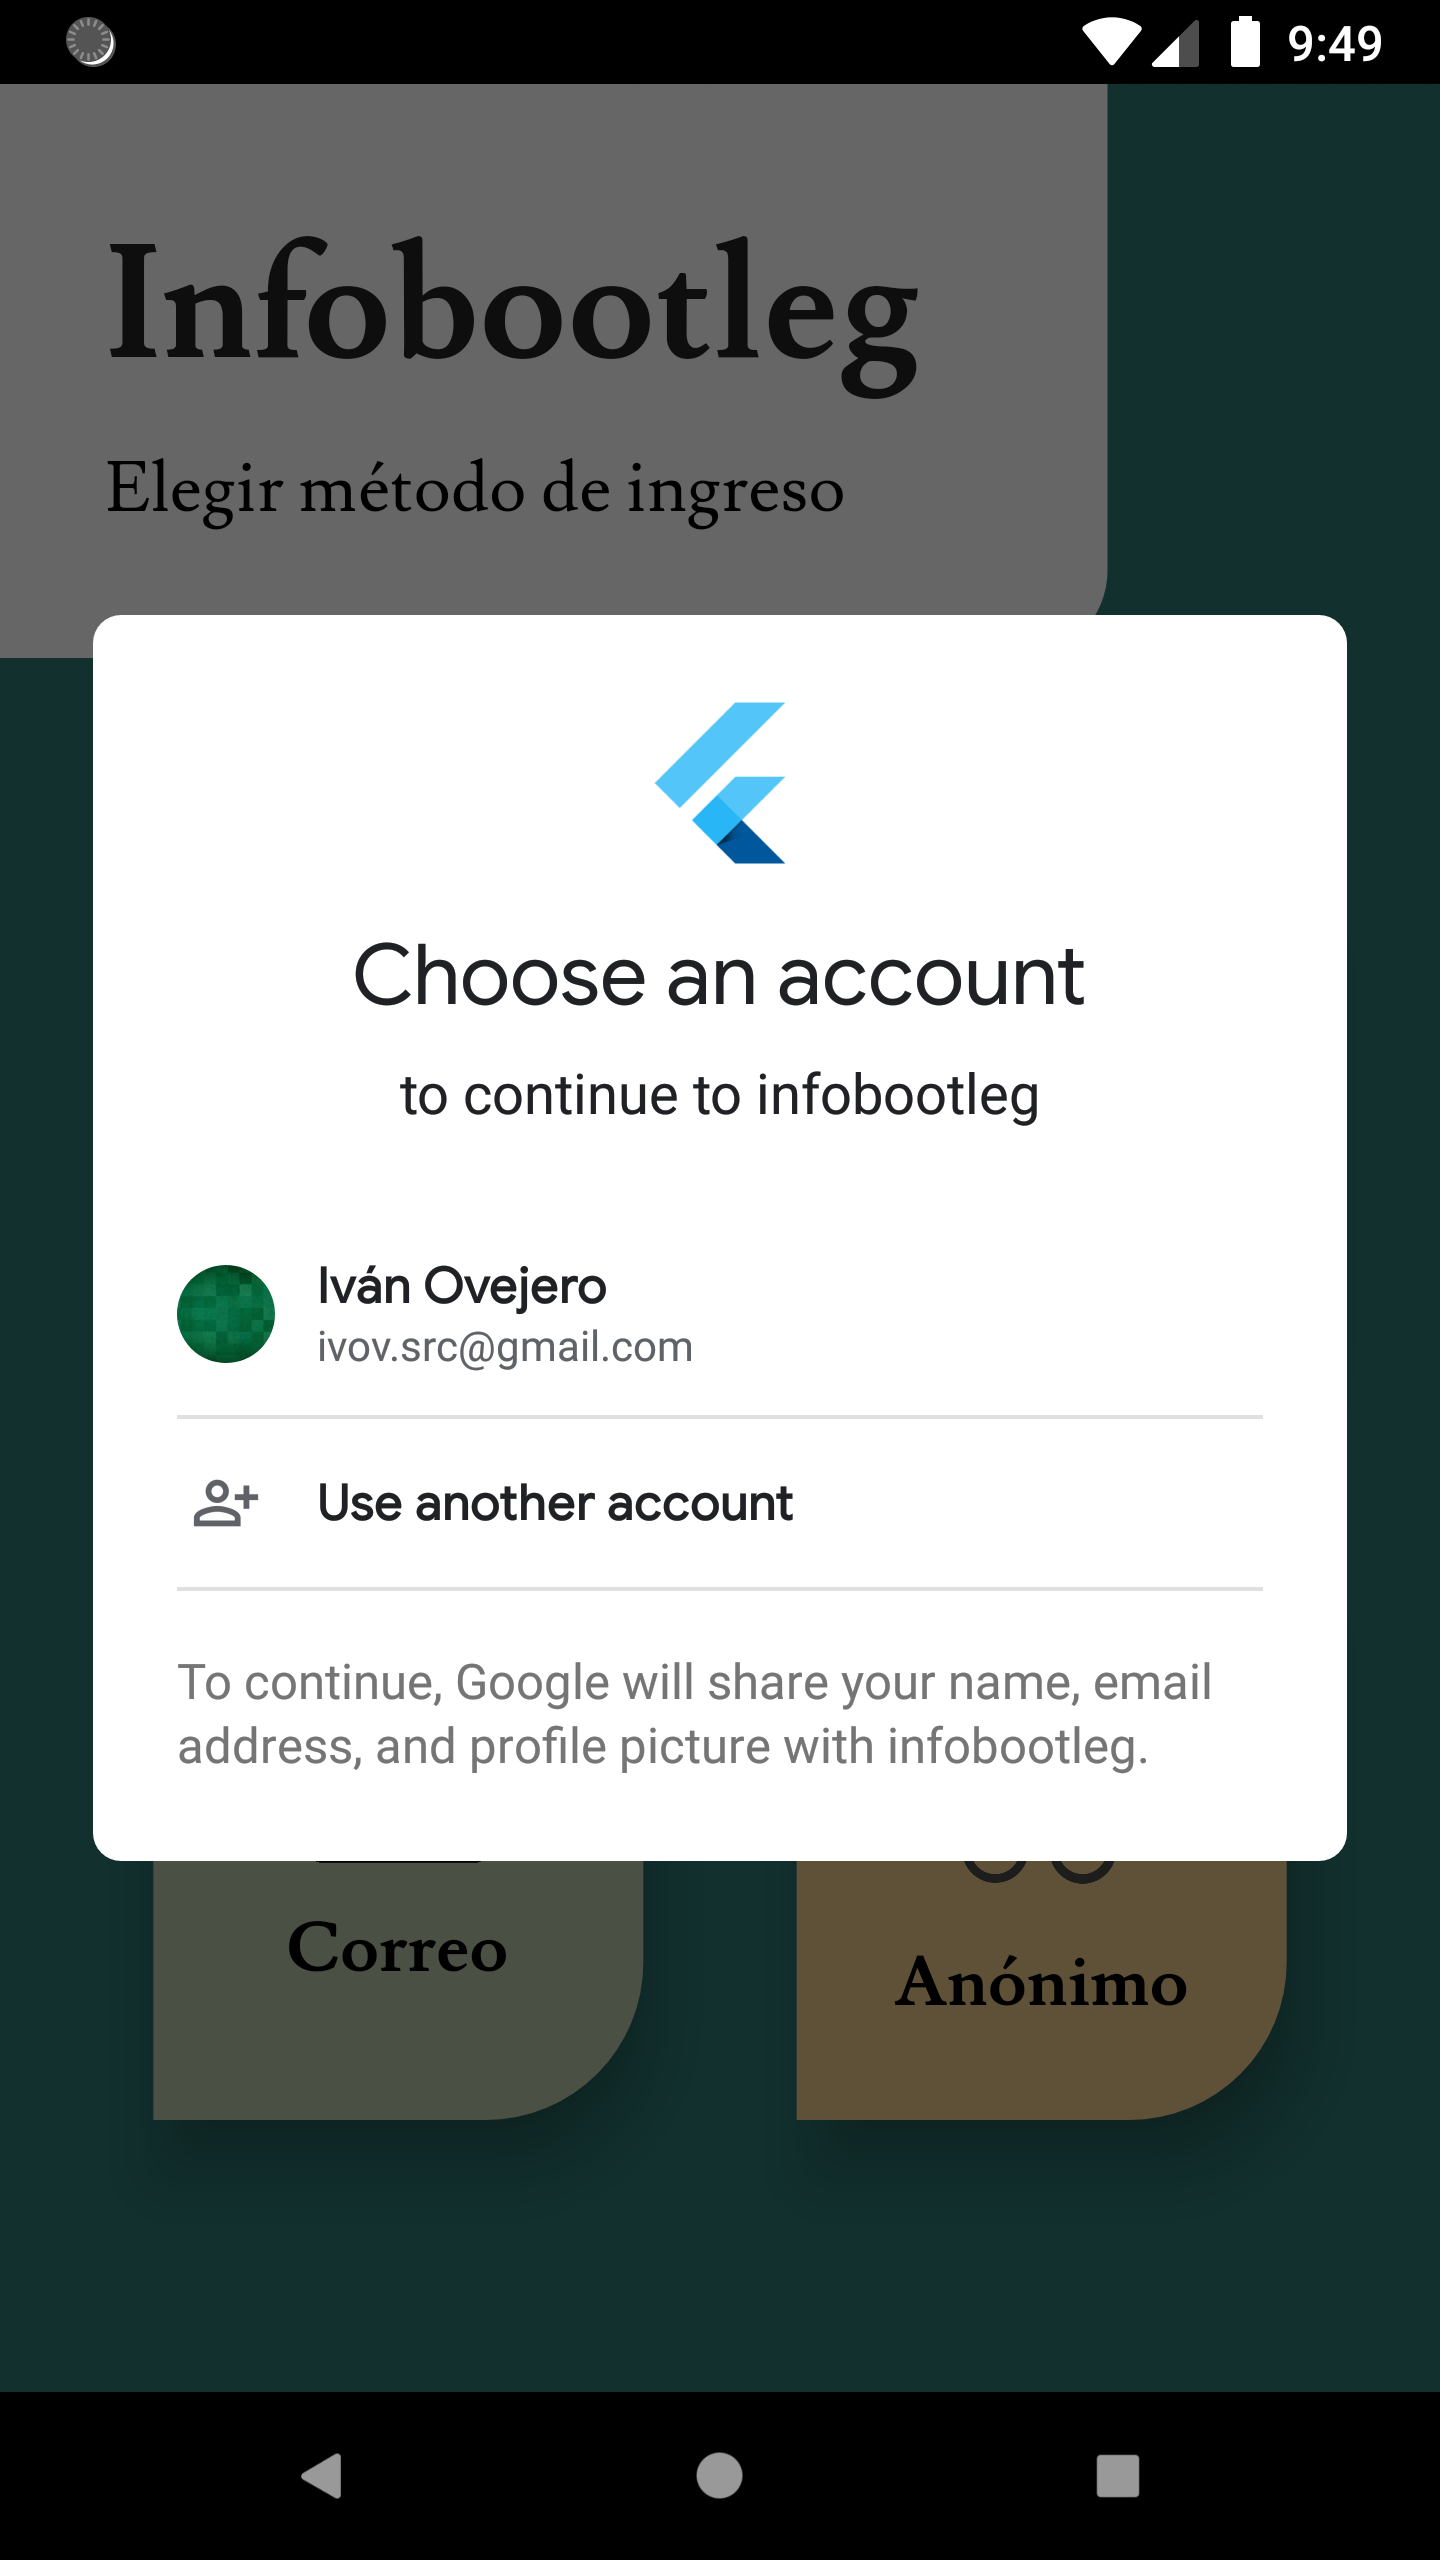 9:49
Infobootleg
Elegir método de ingreso
Choose an account
to continue to infobootleg
Iván Ovejero
ivov.src@gmail.com
Use another account
To continue, Google will share your name, email
address, and profile picture with infobootleg.
Correo
Anónimo